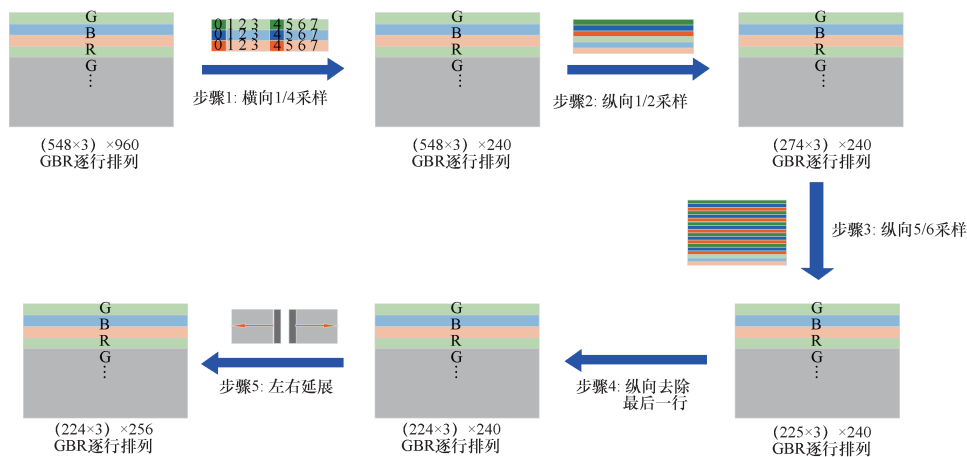 G
B
R
G
⋮
(548×3) ×960
GBR逐行排列
0 1 2 3 4 5 6 7
0 1 2 3 4 5 6 7
0 1 2 3 4 5 6 7
步骤1: 横向1/4采样
G
B
R
G
⋮
(548×3) ×240
GBR逐行排列
步骤2: 纵向1/2采样
G
B
R
G
⋮
(274×3) ×240
GBR逐行排列
步骤3: 纵向5/6采样
G
B
R
G
⋮
(225×3) ×240
GBR逐行排列
步骤4: 纵向去除
最后一行
G
B
R
G
⋮
(224×3) ×240
GBR逐行排列
步骤5: 左右延展
G
B
R
G
⋮
(224×3) ×256
GBR逐行排列